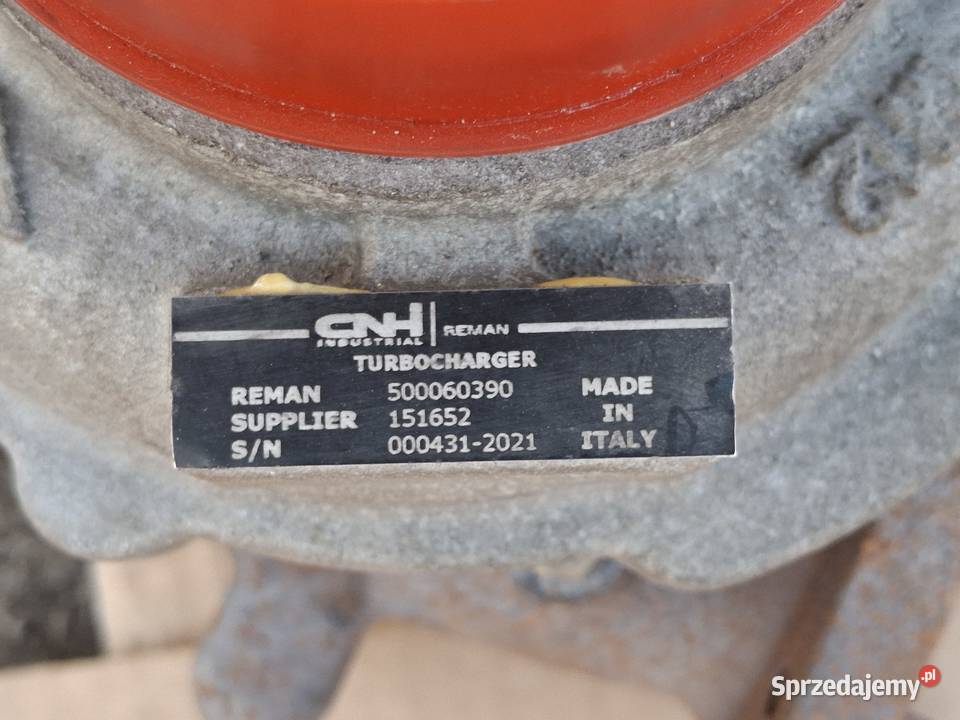 CNH | REMAN
INDUSTRIAL
TURBOCHARGER
REMAN 500060390 MADE
SUPPLIER 151652 IN
S/N 000431-2021 ITALY
Sprzedajemy.pl